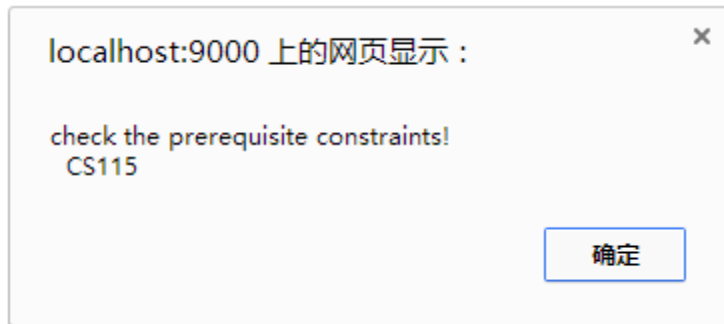 localhost:9000 上的网页显示：
check the prerequisite constraints!
CS115
确定